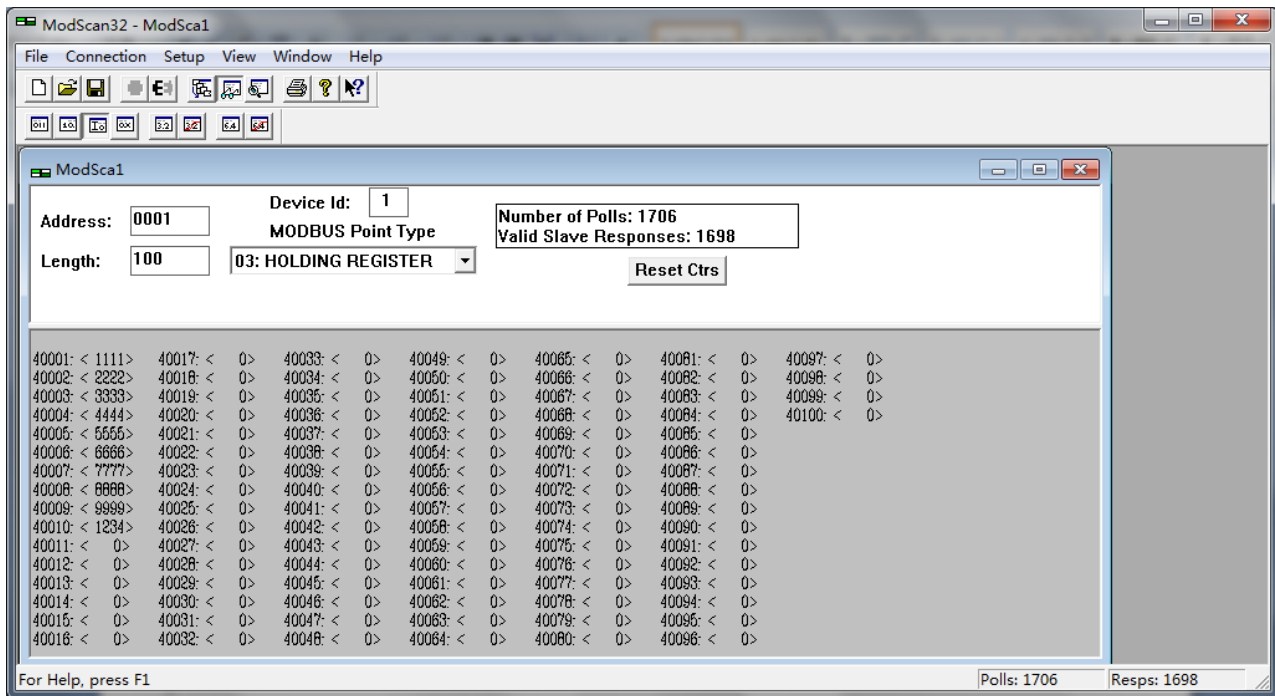 ModScan32 - ModSca1
File Connection Setup View Window Help
ModSca1
Address: 0001
Device Id: 1
MODBUS Point Type
Length: 100
03: HOLDING REGISTER
Number of Polls: 1706
Valid Slave Responses: 1698
Reset Ctrs
40001: < 1111> 40017: < 0> 40033: < 0> 40049: < 0> 40065: < 0> 40081: < 0> 40097: < 0>
40002: < 2222> 40018: < 0> 40034: < 0> 40050: < 0> 40066: < 0> 40082: < 0> 40098: < 0>
40003: < 3333> 40019: < 0> 40035: < 0> 40051: < 0> 40067: < 0> 40083: < 0> 40099: < 0>
40004: < 4444> 40020: < 0> 40036: < 0> 40052: < 0> 40068: < 0> 40084: < 0> 40100: < 0>
40005: < 5555> 40021: < 0> 40037: < 0> 40053: < 0> 40069: < 0> 40085: < 0>
40006: < 6666> 40022: < 0> 40038: < 0> 40054: < 0> 40070: < 0> 40086: < 0>
40007: < 7777> 40023: < 0> 40039: < 0> 40055: < 0> 40071: < 0> 40087: < 0>
40008: < 8888> 40024: < 0> 40040: < 0> 40056: < 0> 40072: < 0> 40088: < 0>
40009: < 9999> 40025: < 0> 40041: < 0> 40057: < 0> 40073: < 0> 40089: < 0>
40010: < 1234> 40026: < 0> 40042: < 0> 40058: < 0> 40074: < 0> 40090: < 0>
40011: < 0> 40027: < 0> 40043: < 0> 40059: < 0> 40075: < 0> 40091: < 0>
40012: < 0> 40028: < 0> 40044: < 0> 40060: < 0> 40076: < 0> 40092: < 0>
40013: < 0> 40029: < 0> 40045: < 0> 40061: < 0> 40077: < 0> 40093: < 0>
40014: < 0> 40030: < 0> 40046: < 0> 40062: < 0> 40078: < 0> 40094: < 0>
40015: < 0> 40031: < 0> 40047: < 0> 40063: < 0> 40079: < 0> 40095: < 0>
40016: < 0> 40032: < 0> 40048: < 0> 40064: < 0> 40080: < 0> 40096: < 0>
For Help, press F1
Polls: 1706
Resps: 1698